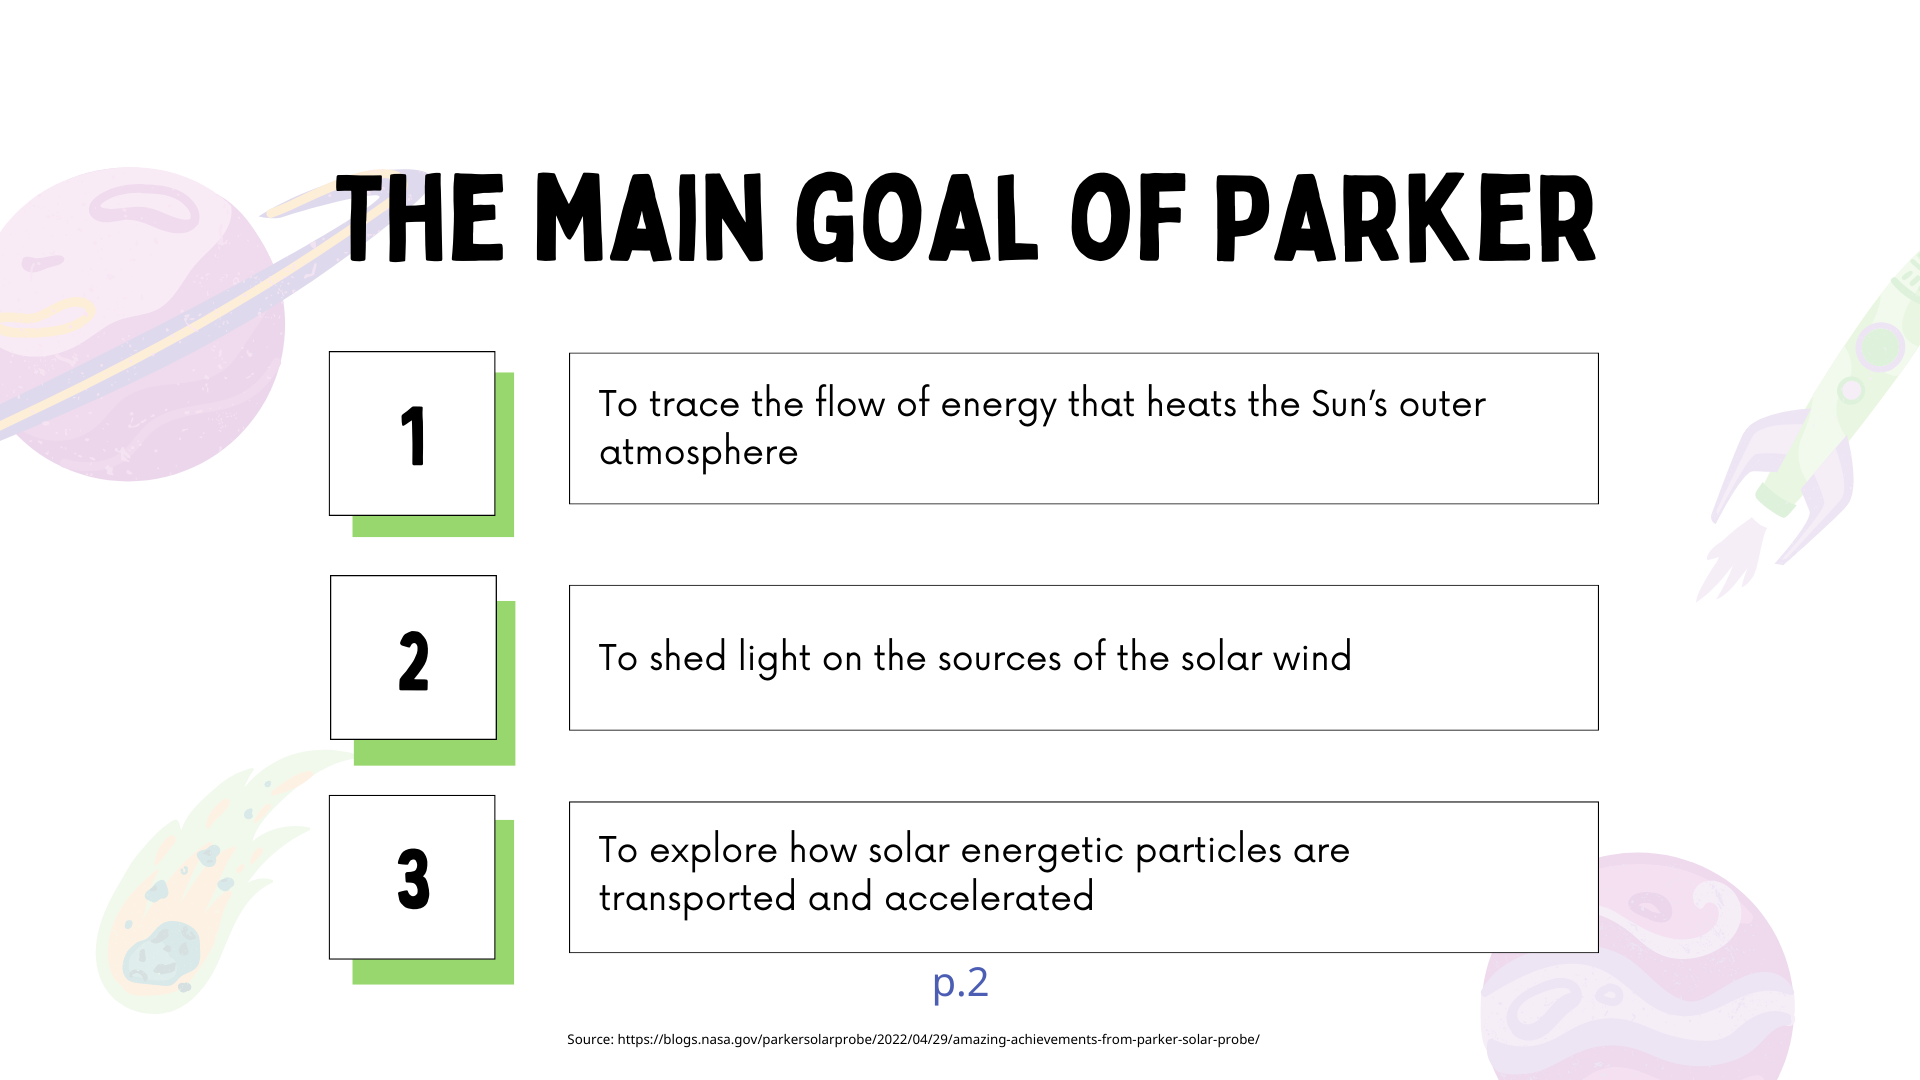 THE MAIN GOAL OF PARKER
1
To trace the flow of energy that heats the Sun’s outer
atmosphere
2
To shed light on the sources of the solar wind
3
To explore how solar energetic particles are
transported and accelerated
p.2
Source: https://blogs.nasa.gov/parkersolarprobe/2022/04/29/amazing-achievements-from-parker-solar-probe/